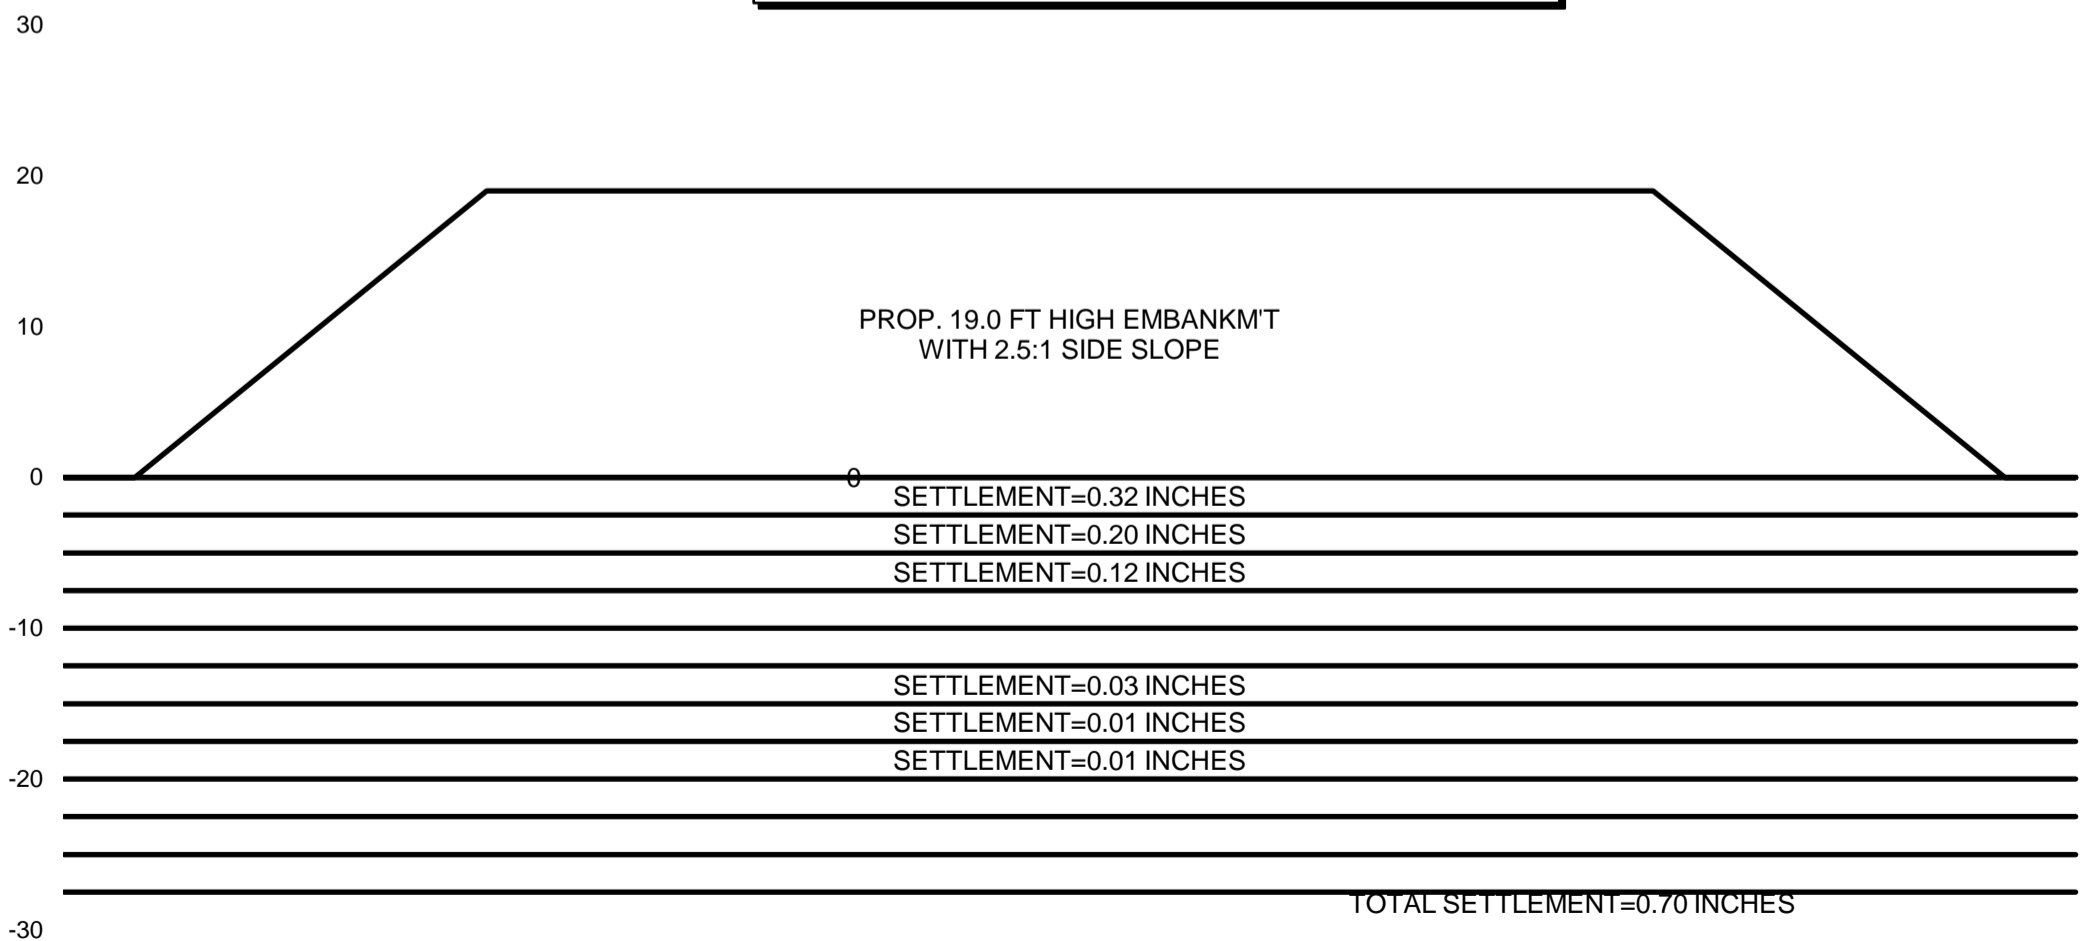 30
20
PROP. 19.0 FT HIGH EMBANKM'T
10
WITH 2.5:1 SIDE SLOPE
0
0
SETTLEMENT=0.32 INCHES
SETTLEMENT=0.20 INCHES
SETTLEMENT=0.12 INCHES
-10
SETTLEMENT=0.03 INCHES
SETTLEMENT=0.01 INCHES
SETTLEMENT=0.01 INCHES
-20
TOTAL SETTLEMENT=0.70 INCHES
-30